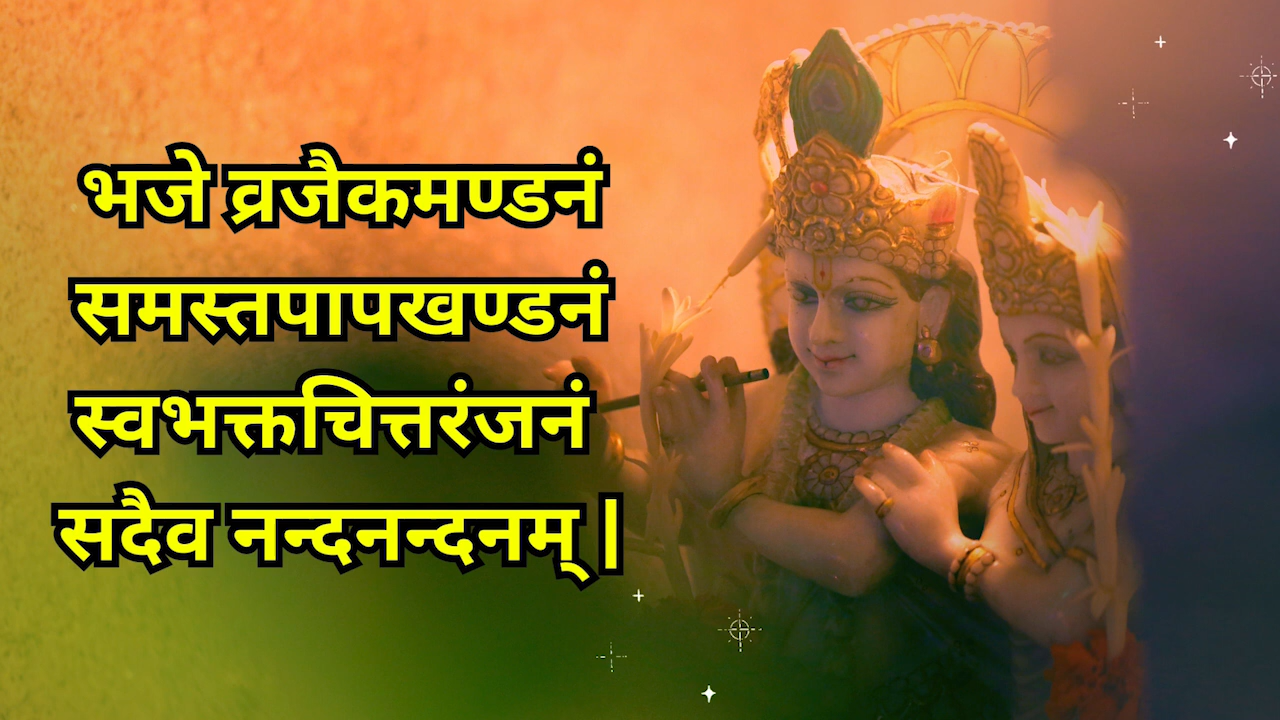 भजे व्रजैकमण्डनं
समस्तपापखण्डनं
स्वभक्तचित्तरंजनं
सदैव नन्दनन्दनम् |